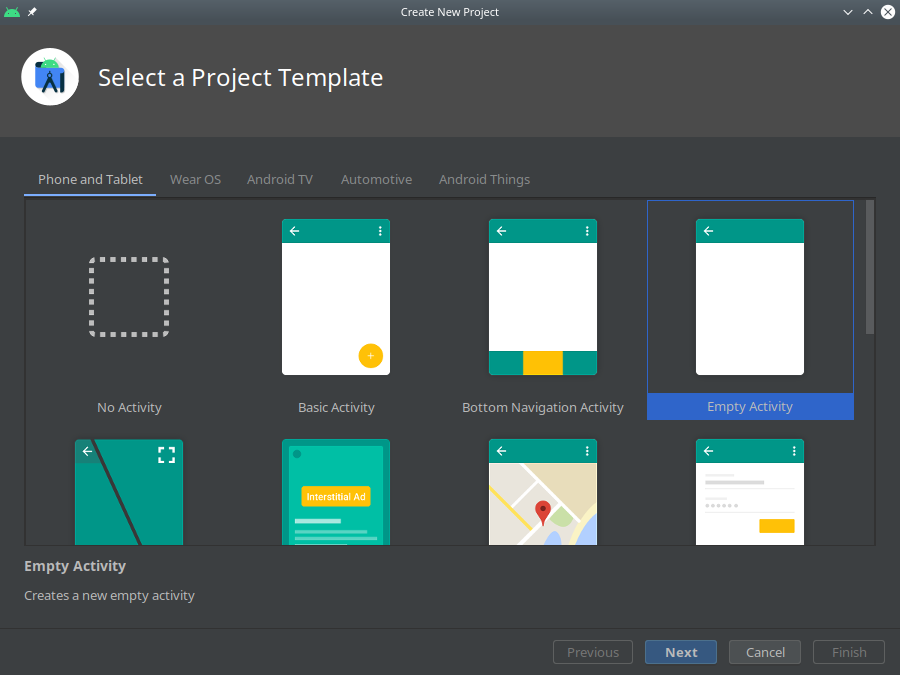 Create New Project
Select a Project Template
Phone and Tablet
Wear OS
Android TV
Automotive
Android Things
No Activity
Basic Activity
Bottom Navigation Activity
Empty Activity
Interstitial Ad
Empty Activity
Creates a new empty activity
Previous
Next
Cancel
Finish